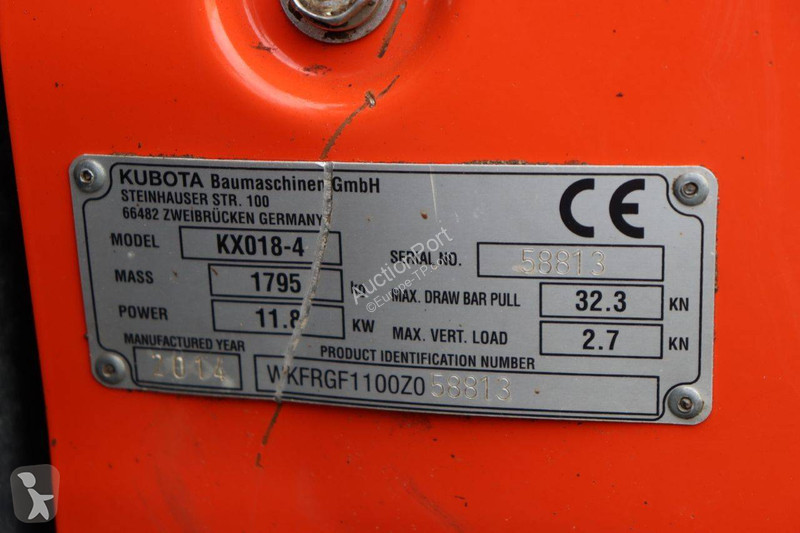 KUBOTA Baumaschinen GmbH
STEINHAUSER STR. 100
66482 ZWEIBRÜCKEN GERMANY
CE
MODEL KX018-4
SERIAL NO. 58813
MASS 1795 kg
MAX. DRAW BAR PULL 32.3 KN
POWER 11.8 KW
MAX. VERT. LOAD 2.7 KN
MANUFACTURED YEAR
2014
PRODUCT IDENTIFICATION NUMBER
WKFRGF1100Z058813
AuctionPort
©Europe-TP.C